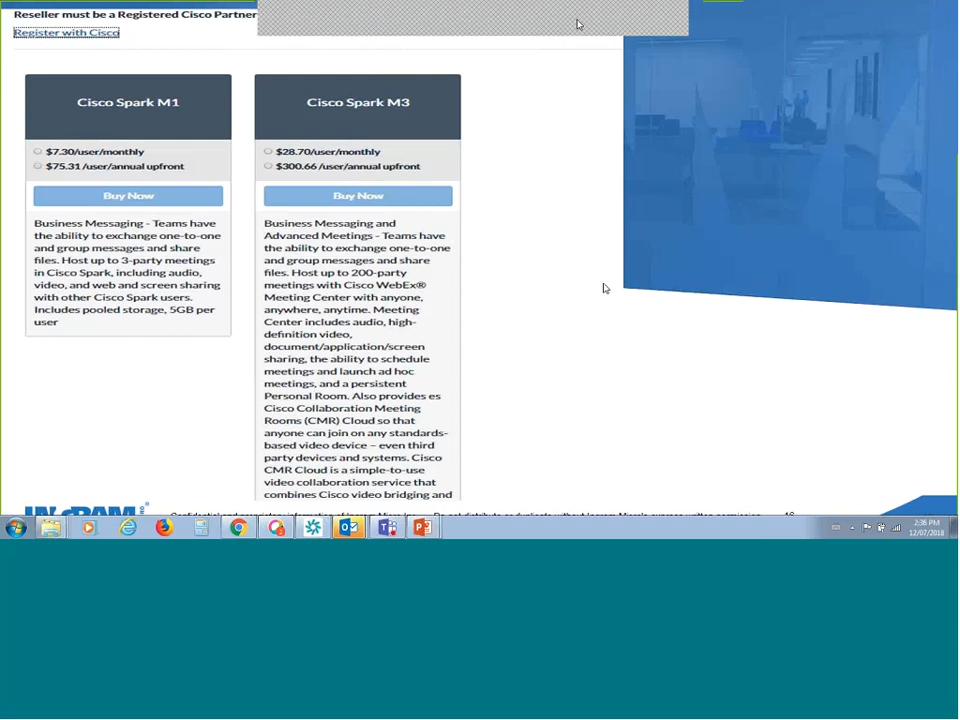 Reseller must be a Registered Cisco Partner
Register with Cisco
Cisco Spark M1
$7.30/user/monthly
$75.31 /user/annual upfront
Buy Now
Business Messaging - Teams have
the ability to exchange one-to-one
and group messages and share
files. Host up to 3-party meetings
in Cisco Spark, including audio,
video, and web and screen sharing
with other Cisco Spark users.
Includes pooled storage, 5GB per
user
Cisco Spark M3
$28.70/user/monthly
$300.66 /user/annual upfront
Buy Now
Business Messaging and
Advanced Meetings - Teams have
the ability to exchange one-to-one
and group messages and share
files. Host up to 200-party
meetings with Cisco WebEx®
Meeting Center with anyone,
anywhere, anytime. Meeting
Center includes audio, high-
definition video,
document/application/screen
sharing, the ability to schedule
meetings and launch ad hoc
meetings, and a persistent
Personal Room. Also provides es
Cisco Collaboration Meeting
Rooms (CMR) Cloud so that
anyone can join on any standards-
based video device – even third
party devices and systems. Cisco
CMR Cloud is a simple-to-use
video collaboration service that
combines Cisco video bridging and
2:36 PM
12/07/2018